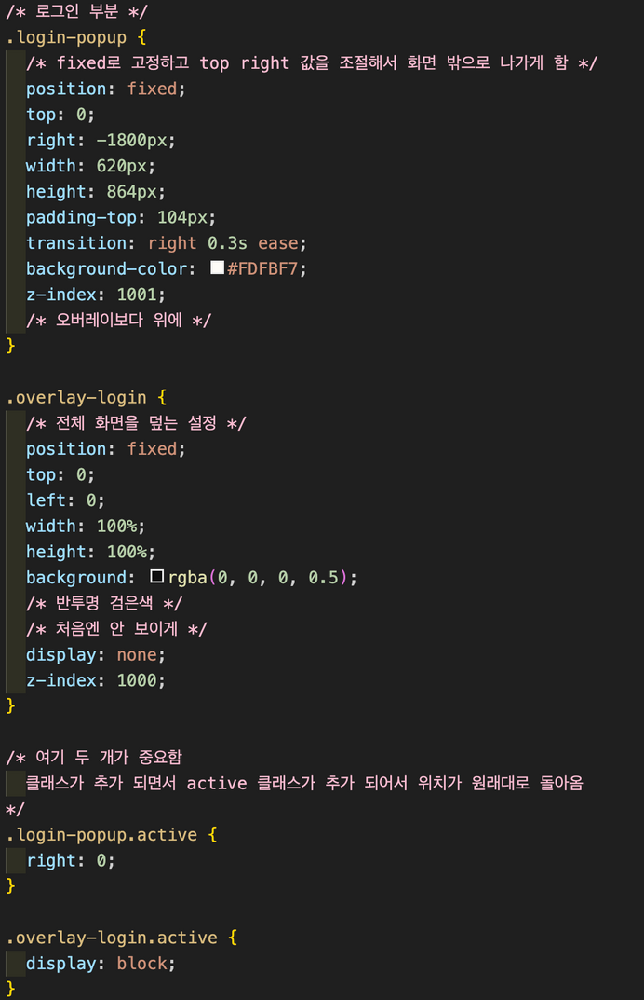 /* 로그인 부분 */
.login-popup {
/* fixed로 고정하고 top right 값을 조절해서 화면 밖으로 나가게 함 */
position: fixed;
top: 0;
right: -1800px;
width: 620px;
height: 864px;
padding-top: 104px;
transition: right 0.3s ease;
background-color: #FDFBF7;
z-index: 1001;
/* 오버레이보다 위에 */
}
.overlay-login {
/* 전체 화면을 덮는 설정 */
position: fixed;
top: 0;
left: 0;
width: 100%;
height: 100%;
background: rgba(0, 0, 0, 0.5);
/* 반투명 검은색 */
/* 처음엔 안 보이게 */
display: none;
z-index: 1000;
}
/* 여기 두 개가 중요함
클래스가 추가 되면서 active 클래스가 추가 되어서 위치가 원래대로 돌아옴
*/
.login-popup.active {
right: 0;
}
.overlay-login.active {
display: block;
}